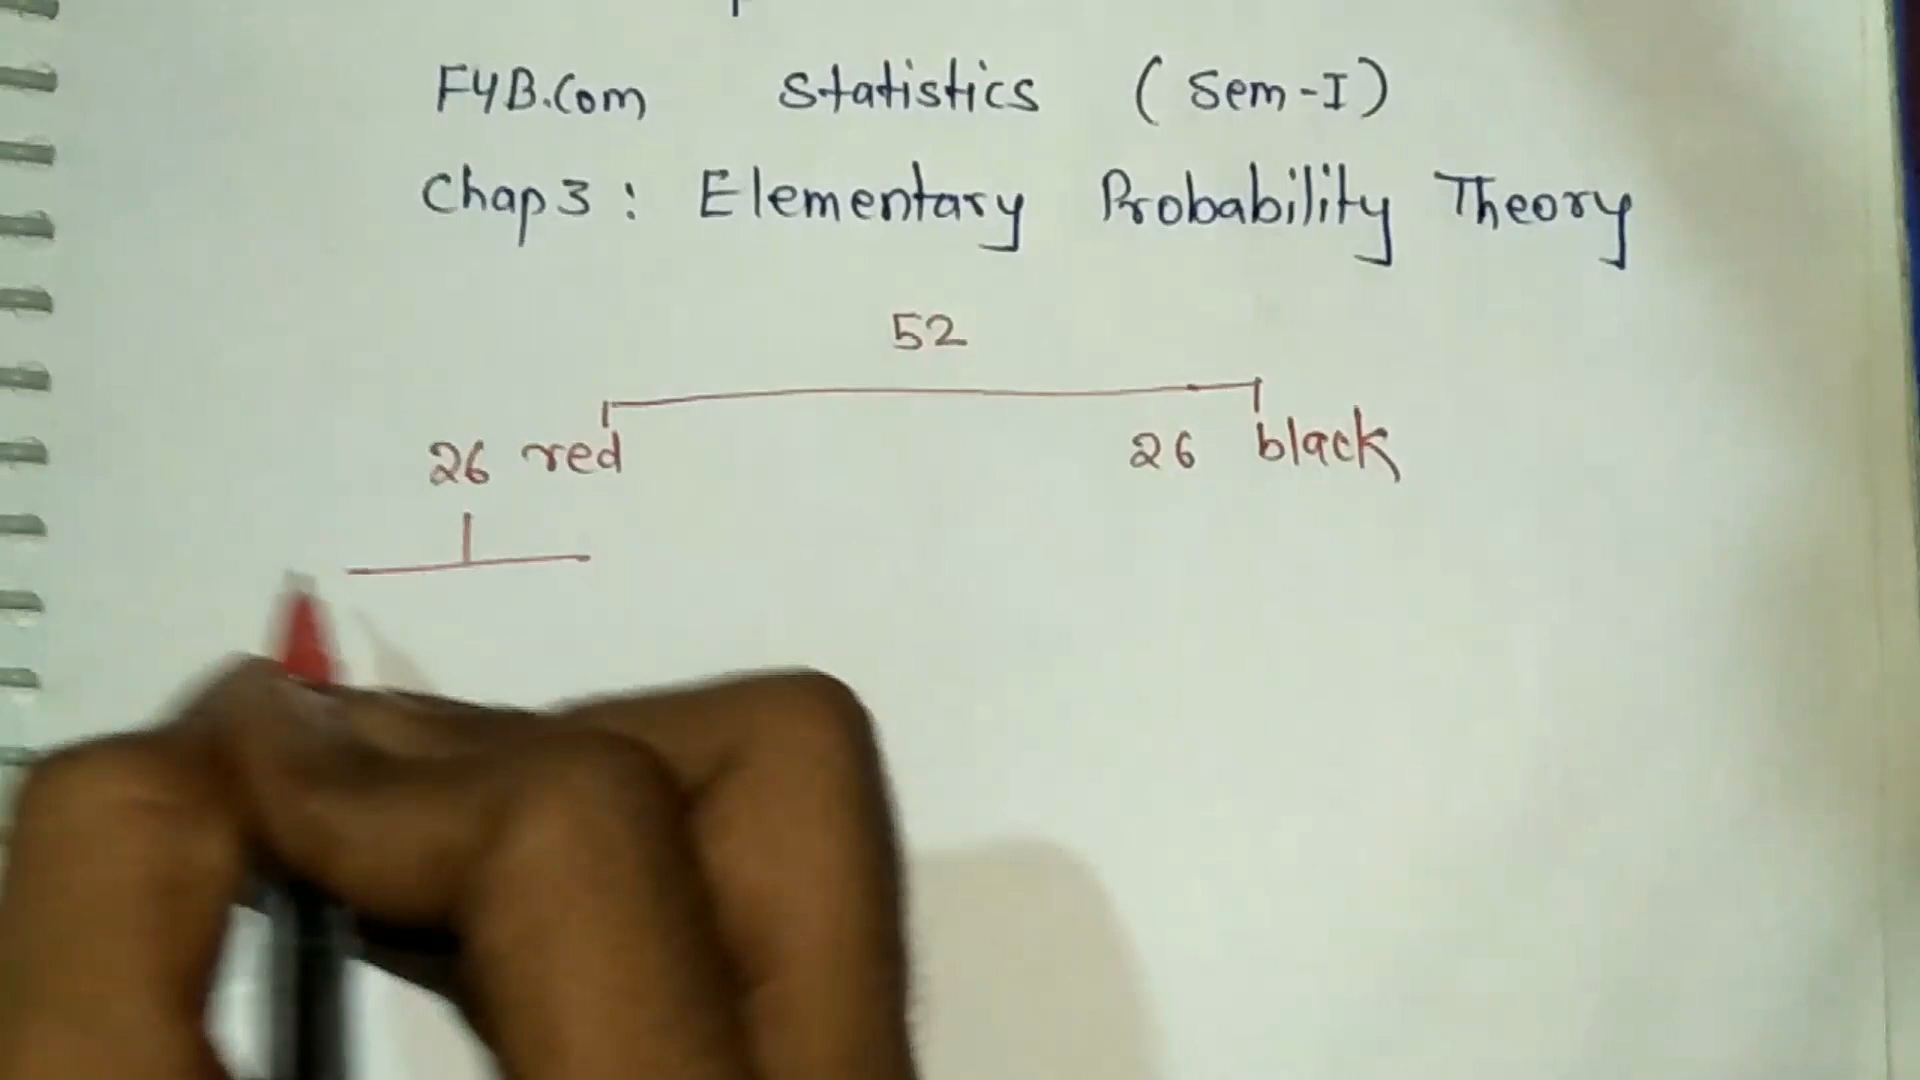 FYB.Com Statistics (Sem-I)
Chap 3: Elementary Probability Theory
52
26 red 26 black